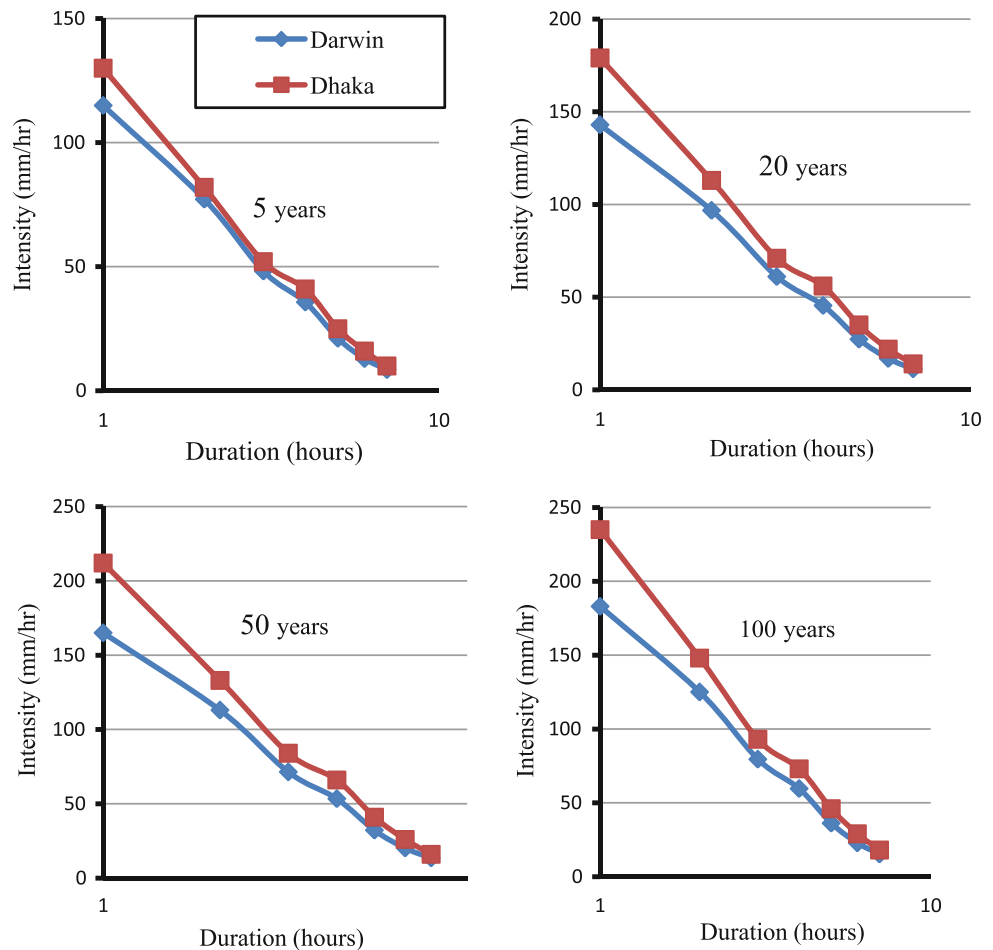 150
100
50
0
Intensity (mm/hr)
Darwin
Dhaka
5 years
1
10
Duration (hours)
200
150
100
50
0
Intensity (mm/hr)
20 years
1
10
Duration (hours)
250
200
150
100
50
0
Intensity (mm/hr)
50 years
1
Duration (hours)
250
200
150
100
50
0
Intensity (mm/hr)
100 years
1
10
Duration (hours)